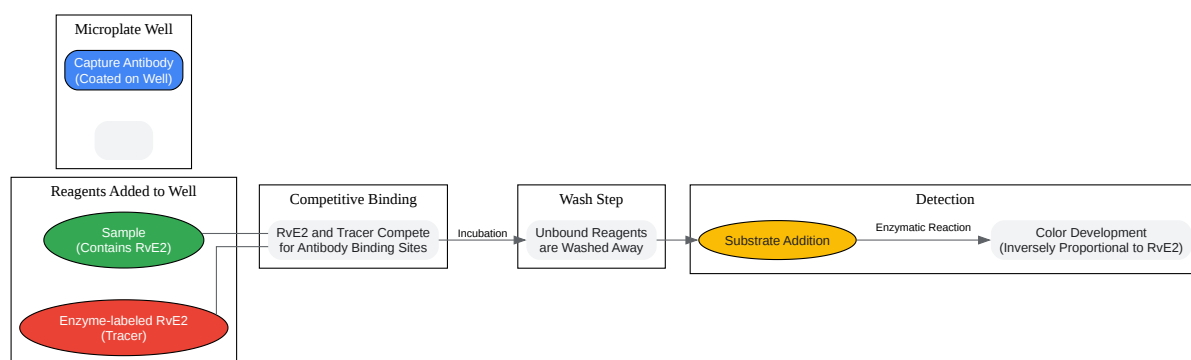 Microplate Well
Capture Antibody
(Coated on Well)
Reagents Added to Well
Sample
(Contains RvE2)
Enzyme-labeled RvE2
(Tracer)
Competitive Binding
RvE2 and Tracer Compete
for Antibody Binding Sites
Incubation
Wash Step
Unbound Reagents
are Washed Away
Detection
Substrate Addition
Enzymatic Reaction
Color Development
(Inversely Proportional to RvE2)